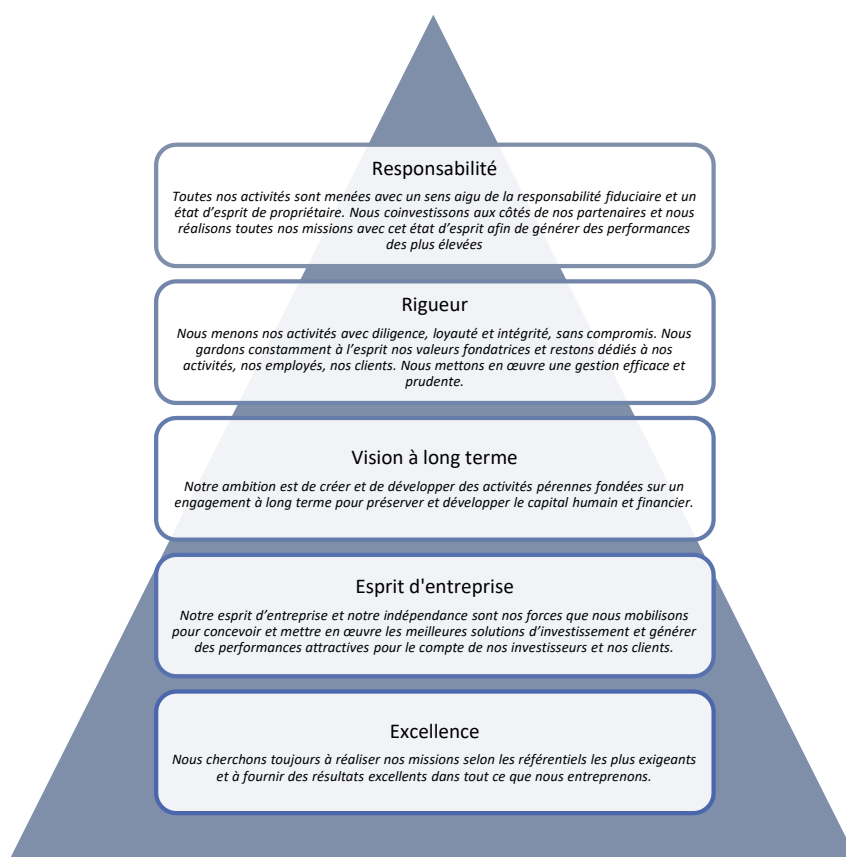 Responsabilité
Toutes nos activités sont menées avec un sens aigu de la responsabilité fiduciaire et un
état d’esprit de propriétaire. Nous coinvestissons aux côtés de nos partenaires et nous
réalisons toutes nos missions avec cet état d’esprit afin de générer des performances
des plus élevées
Rigueur
Nous menons nos activités avec diligence, loyauté et intégrité, sans compromis. Nous
gardons constamment à l’esprit nos valeurs fondatrices et restons dédiés à nos
activités, nos employés, nos clients. Nous mettons en œuvre une gestion efficace et
prudente.
Vision à long terme
Notre ambition est de créer et de développer des activités pérennes fondées sur un
engagement à long terme pour préserver et développer le capital humain et financier.
Esprit d'entreprise
Notre esprit d’entreprise et notre indépendance sont nos forces que nous mobilisons
pour concevoir et mettre en œuvre les meilleures solutions d’investissement et générer
des performances attractives pour le compte de nos investisseurs et nos clients.
Excellence
Nous cherchons toujours à réaliser nos missions selon les référentiels les plus exigeants
et à fournir des résultats excellents dans tout ce que nous entreprenons.